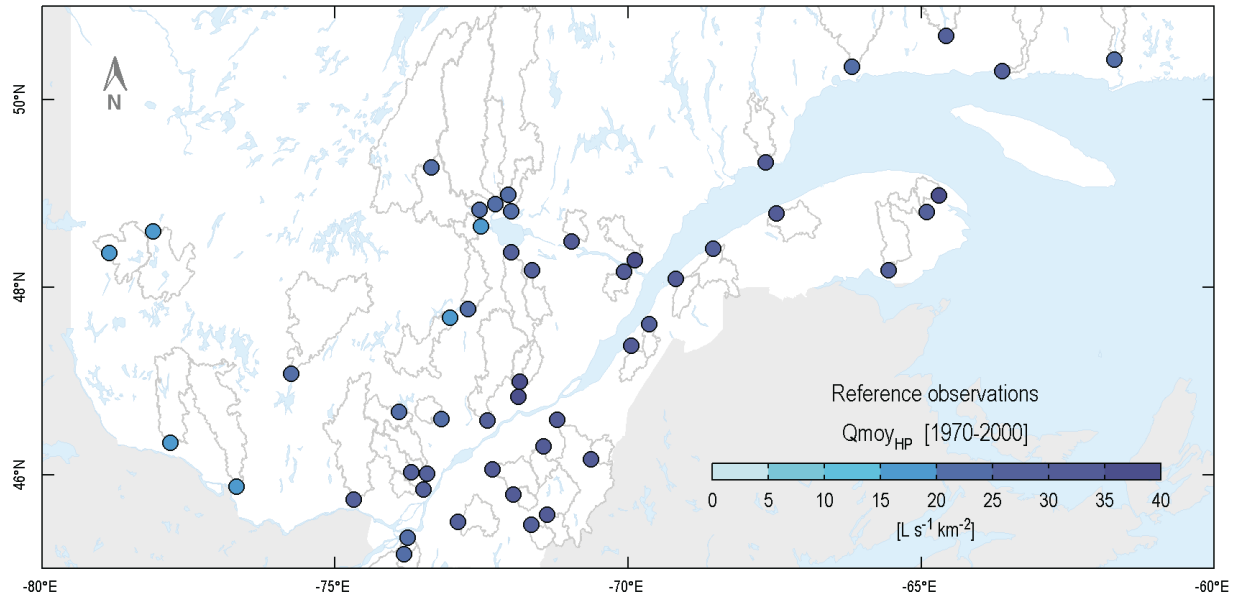 50°N
48°N
46°N
N
Reference observations
Qmoy_HP [1970-2000]
0 5 10 15 20 25 30 35 40
[L s⁻¹ km⁻²]
-80°E -75°E -70°E -65°E -60°E